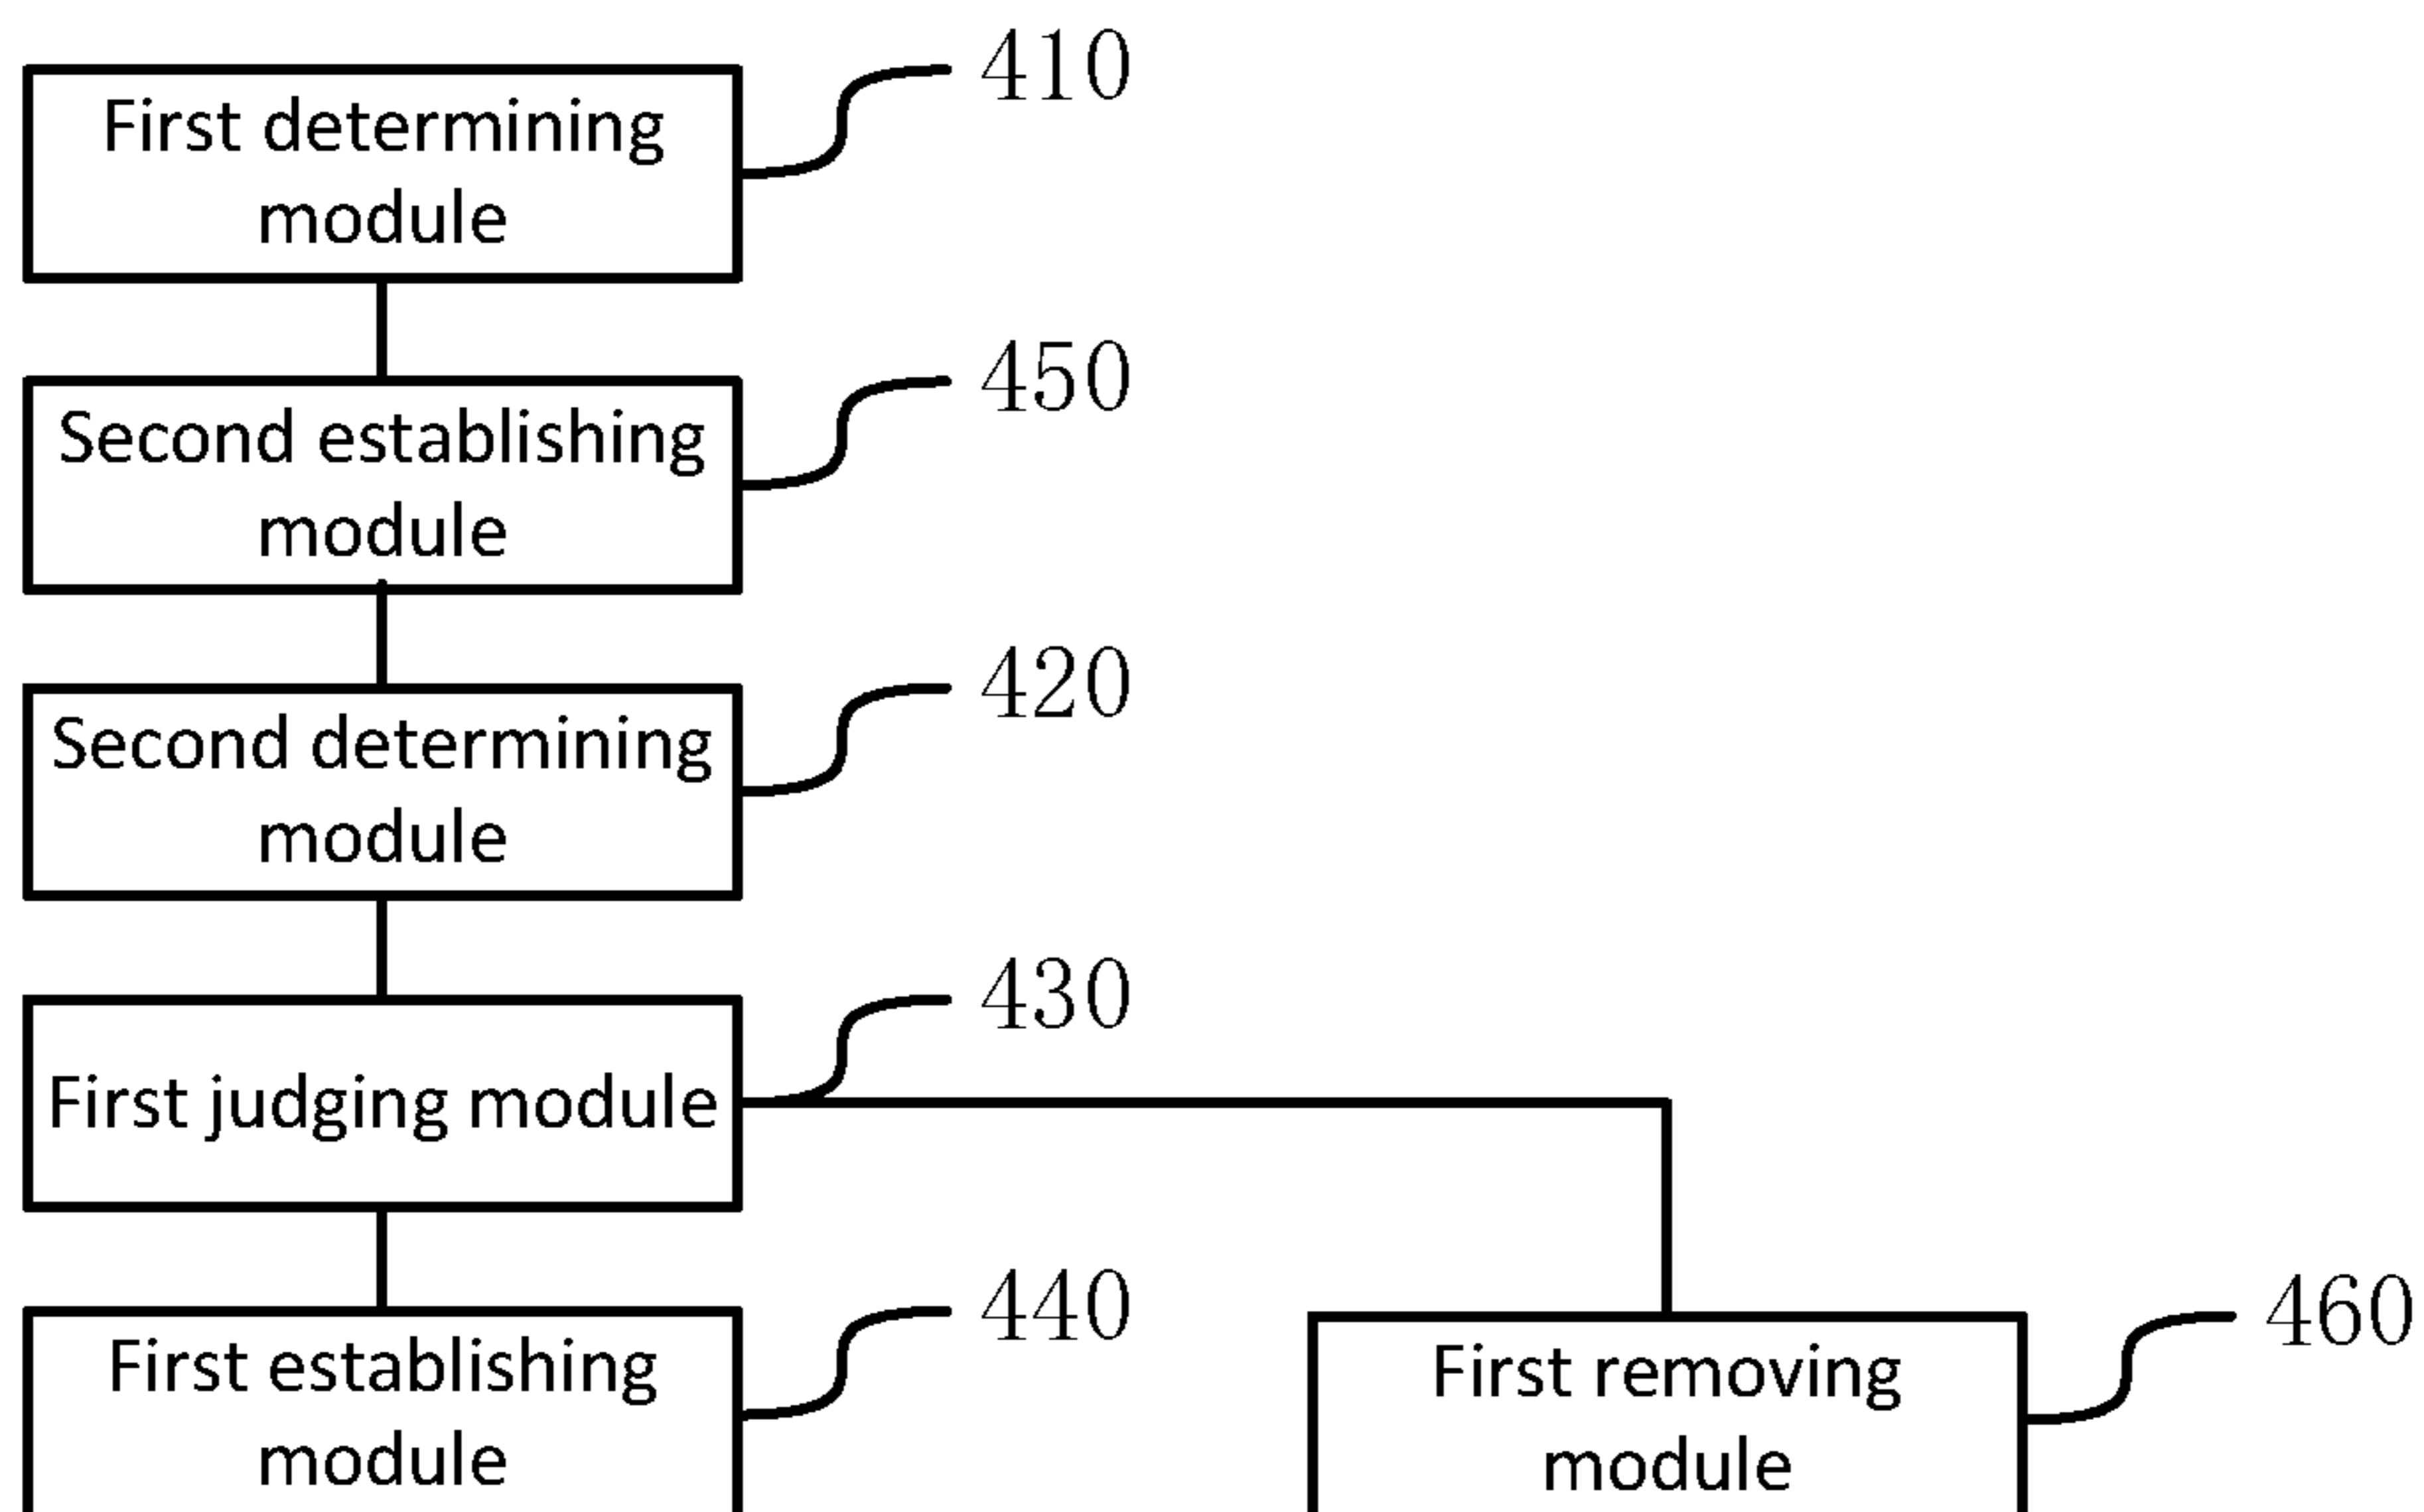 410
First determining
module
450
Second establishing
module
420
Second determining
module
430
First judging module
440
First establishing
module
460
First removing
module